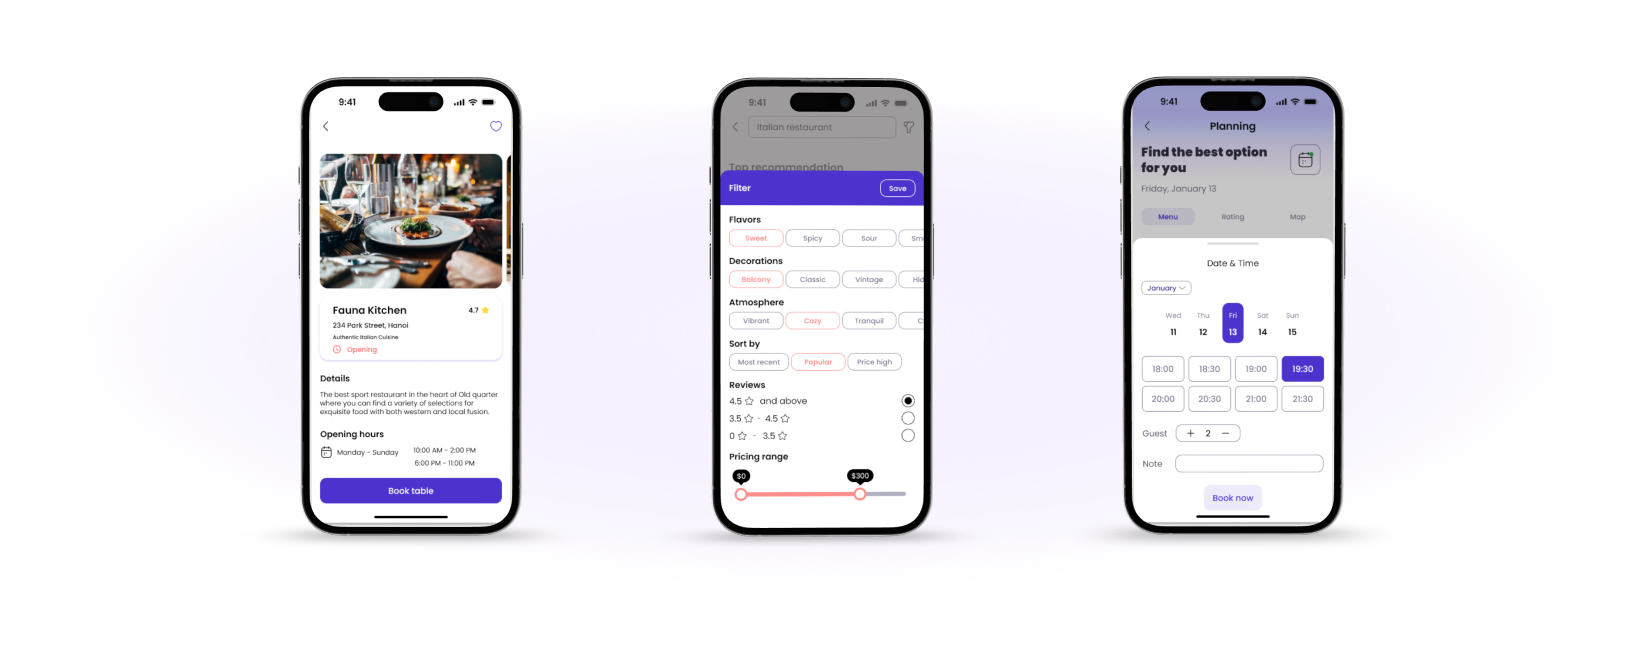 9:41
Fauna Kitchen
4.7
234 Park Street, Hanoi
Authentic Italian Cuisine
Opening
Details
The best sport restaurant in the heart of Old quarter
where you can find a variety of selections for
exquisite food with both western and local fusion.
Opening hours
Monday - Sunday
10:00 AM - 2:00 PM
6:00 PM - 11:00 PM
Book table
9:41
Italian restaurant
Top recommendation
Filter
Save
Flavors
Sweet Spicy Sour Sm
Decorations
Balcony Classic Vintage Hid
Atmosphere
Vibrant Cozy Tranquil C
Sort by
Most recent Popular Price high
Reviews
4.5 and above
3.5 - 4.5
0 - 3.5
Pricing range
$0 $300
9:41
Planning
Find the best option
for you
Friday, January 13
Menu Rating Map
Date & Time
January
Wed Thu Fri Sat Sun
11 12 13 14 15
18:00 18:30 19:00 19:30
20:00 20:30 21:00 21:30
Guest + 2 −
Note
Book now